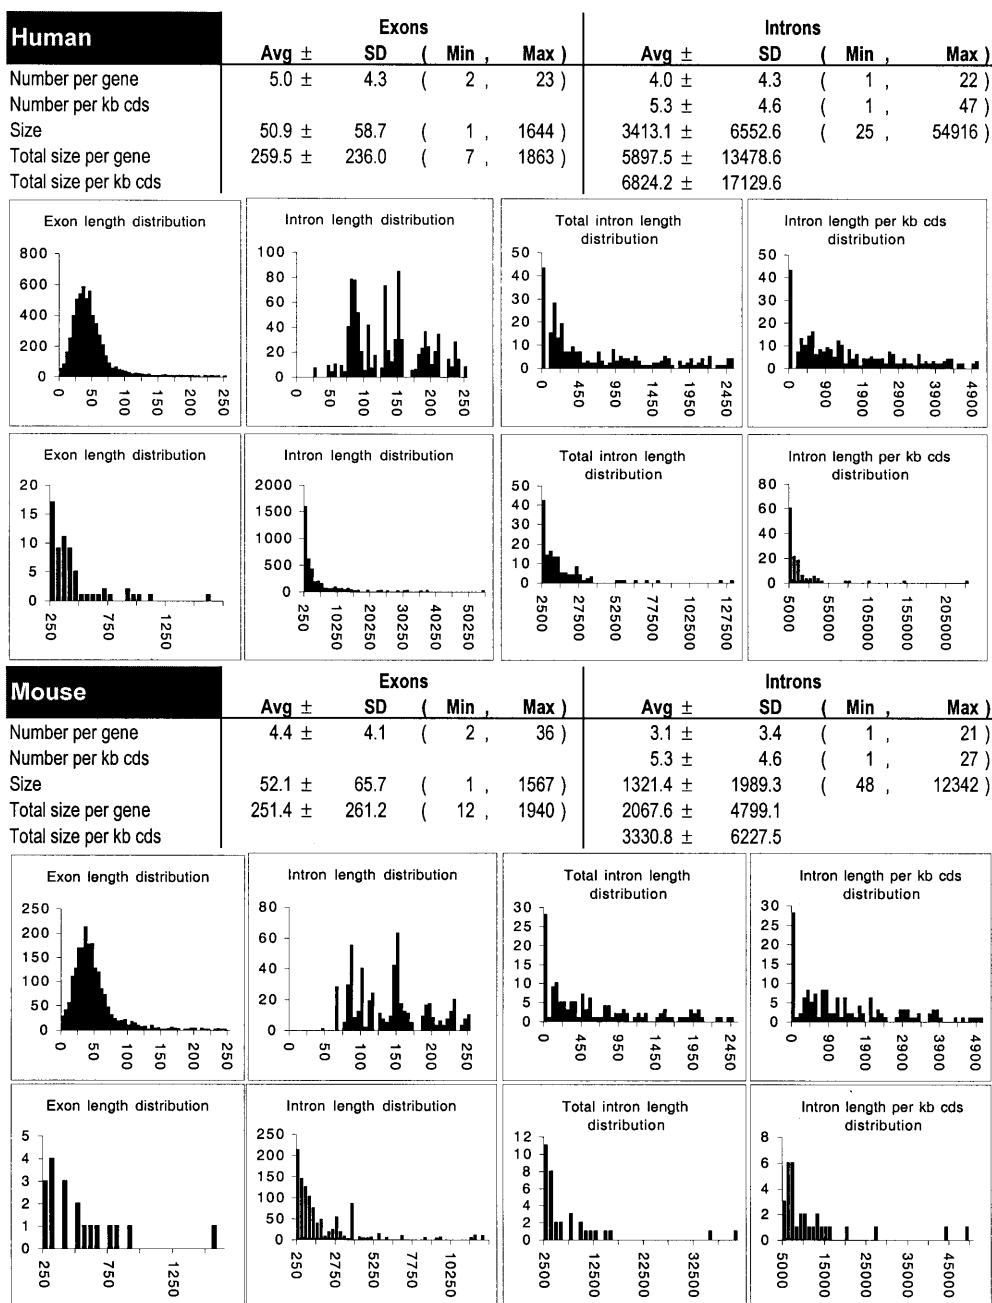 Human
Exons Introns
Avg ± SD ( Min , Max ) Avg ± SD ( Min , Max )
Number per gene 5.0 ± 4.3 ( 2 , 23 ) 4.0 ± 4.3 ( 1 , 22 )
Number per kb cds 5.3 ± 4.6 ( 1 , 47 )
Size 50.9 ± 58.7 ( 1 , 1644 ) 3413.1 ± 6552.6 ( 25 , 54916 )
Total size per gene 259.5 ± 236.0 ( 7 , 1863 ) 5897.5 ± 13478.6
Total size per kb cds 6824.2 ± 17129.6
Exon length distribution
800
600
400
200
0
0 50 100 150 200 250
Intron length distribution
100
80
60
40
20
0
0 50 100 150 200 250
Total intron length
distribution
50
40
30
20
10
0
0 450 950 1450 1950 2450
Intron length per kb cds
distribution
50
40
30
20
10
0
0 900 1900 2900 3900 4900
Exon length distribution
20
15
10
5
0
250 750 1250
Intron length distribution
2000
1500
1000
500
0
250 10250 20250 30250 40250 50250
Total intron length
distribution
50
40
30
20
10
0
2500 27500 52500 77500 102500 127500
Intron length per kb cds
distribution
80
60
40
20
0
5000 55000 105000 155000 205000
Mouse
Exons Introns
Avg ± SD ( Min , Max ) Avg ± SD ( Min , Max )
Number per gene 4.4 ± 4.1 ( 2 , 36 ) 3.1 ± 3.4 ( 1 , 21 )
Number per kb cds 5.3 ± 4.6 ( 1 , 27 )
Size 52.1 ± 65.7 ( 1 , 1567 ) 1321.4 ± 1989.3 ( 48 , 12342 )
Total size per gene 251.4 ± 261.2 ( 12 , 1940 ) 2067.6 ± 4799.1
Total size per kb cds 3330.8 ± 6227.5
Exon length distribution
250
200
150
100
50
0
0 50 100 150 200 250
Intron length distribution
80
60
40
20
0
0 50 100 150 200 250
Total intron length
distribution
30
25
20
15
10
5
0
0 450 950 1450 1950 2450
Intron length per kb cds
distribution
30
25
20
15
10
5
0
0 900 1900 2900 3900 4900
Exon length distribution
5
4
3
2
1
0
250 750 1250
Intron length distribution
250
200
150
100
50
0
250 2750 5250 7750 10250
Total intron length
distribution
12
10
8
6
4
2
0
2500 12500 22500 32500
Intron length per kb cds
distribution
8
6
4
2
0
5000 15000 25000 35000 45000